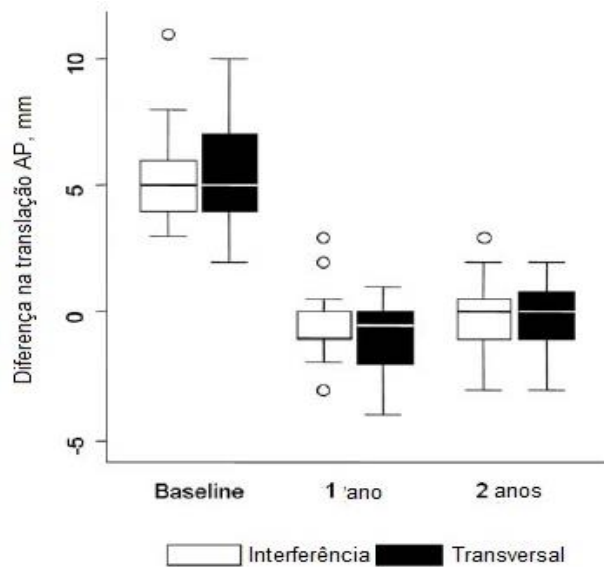 Diferença na translação AP, mm
10
5
0
-5
Baseline 1 'ano 2 anos
Interferência Transversal